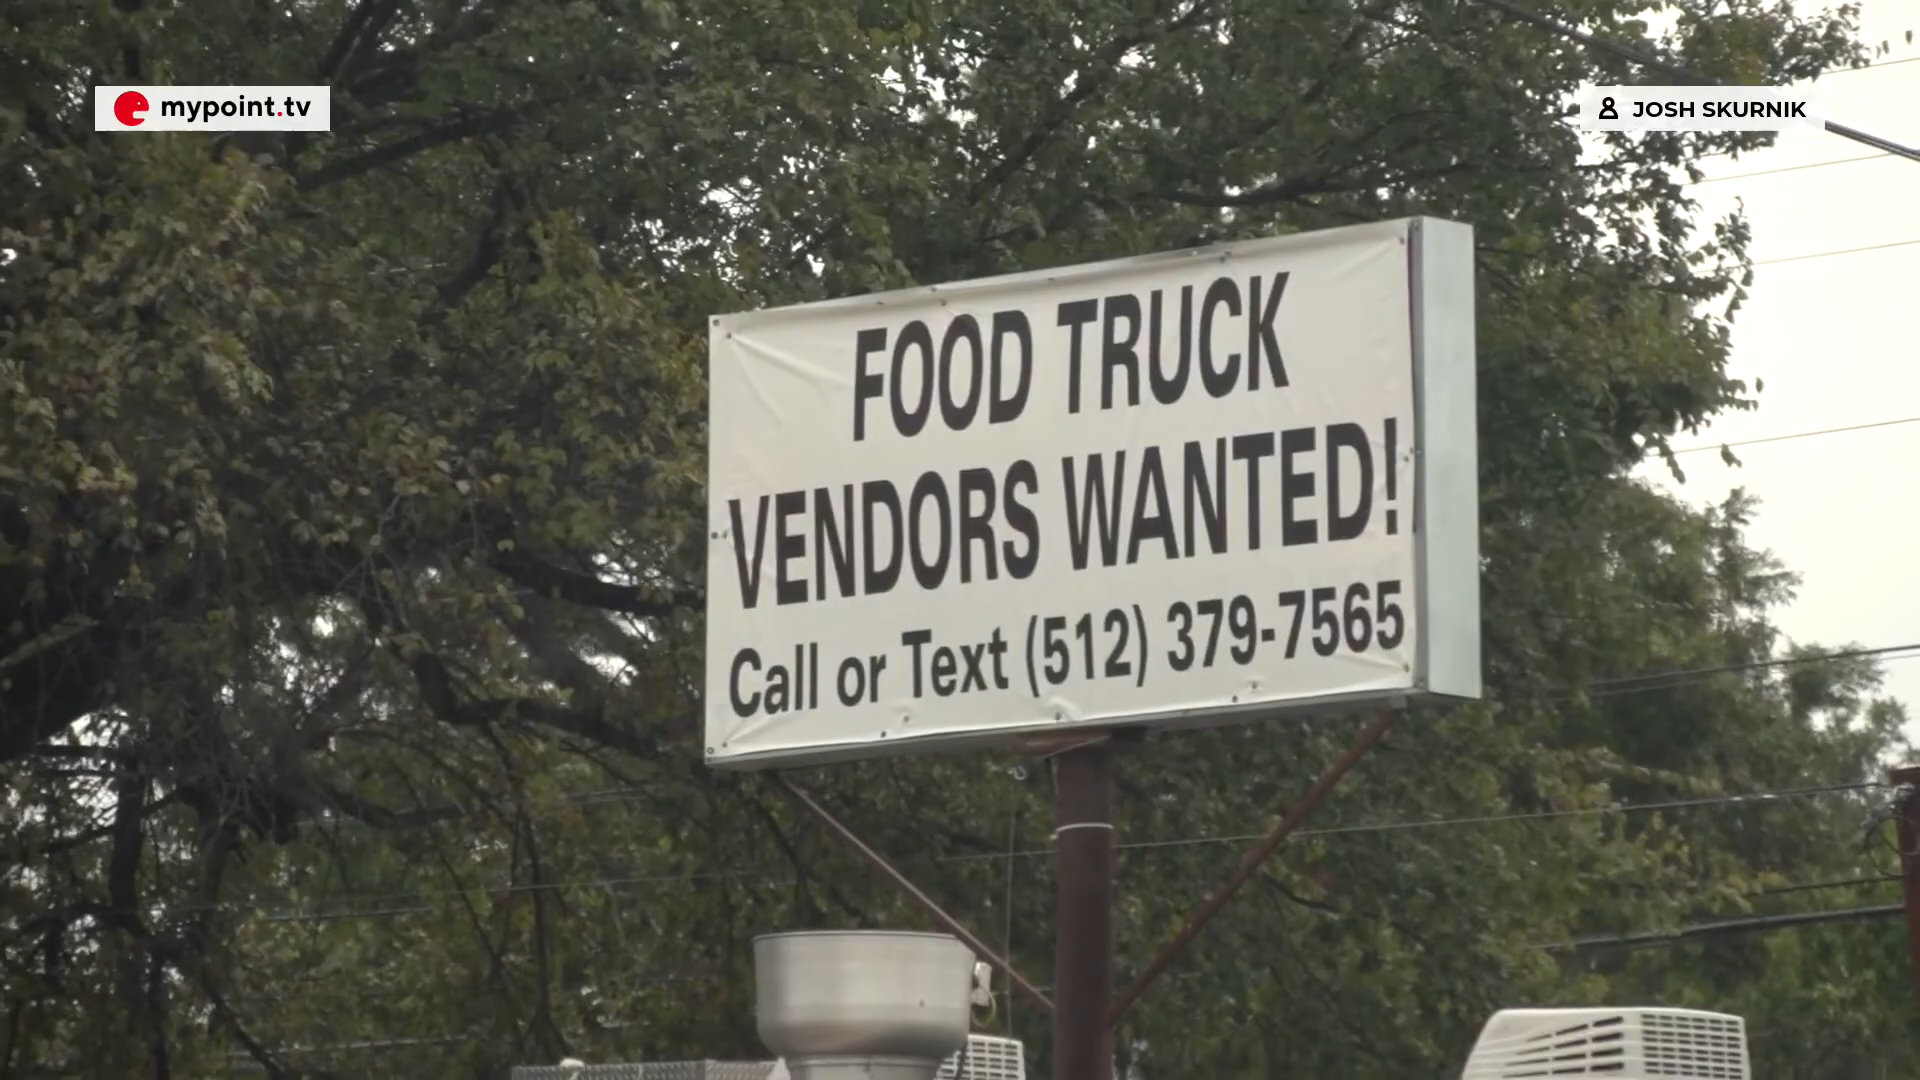 mypoint.tv
JOSH SKURNIK
FOOD TRUCK
VENDORS WANTED!
Call or Text (512) 379-7565